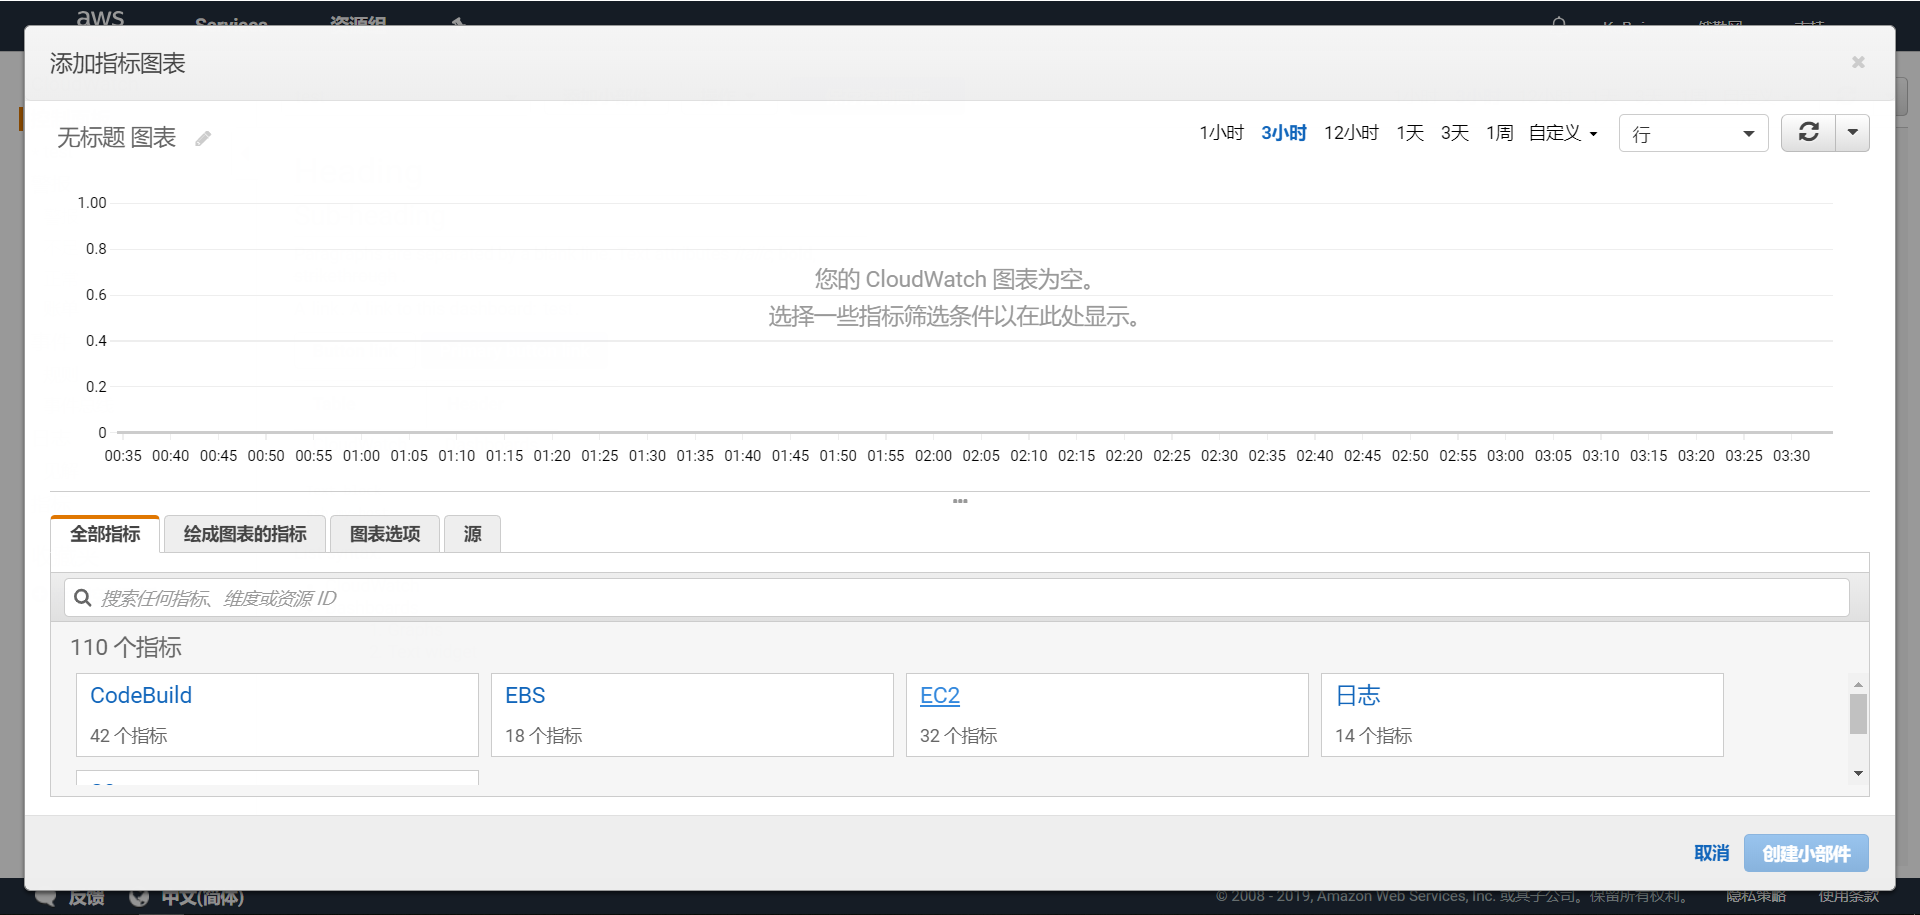 aws
Services
资源组
支持
添加指标图表
无标题 图表
1小时 3小时 12小时 1天 3天 1周 自定义
行
1.00
0.8
0.6
0.4
0.2
0
您的 CloudWatch 图表为空。
选择一些指标筛选条件以在此处显示。
00:35 00:40 00:45 00:50 00:55 01:00 01:05 01:10 01:15 01:20 01:25 01:30 01:35 01:40 01:45 01:50 01:55 02:00 02:05 02:10 02:15 02:20 02:25 02:30 02:35 02:40 02:45 02:50 02:55 03:00 03:05 03:10 03:15 03:20 03:25 03:30
全部指标 绘成图表的指标 图表选项 源
搜索任何指标、维度或资源 ID
110 个指标
CodeBuild
42 个指标
EBS
18 个指标
EC2
32 个指标
日志
14 个指标
取消 创建小部件
反馈 中文(简体)
© 2008 - 2019, Amazon Web Services, Inc. 或其子公司。保留所有权利。 隐私策略 使用条款